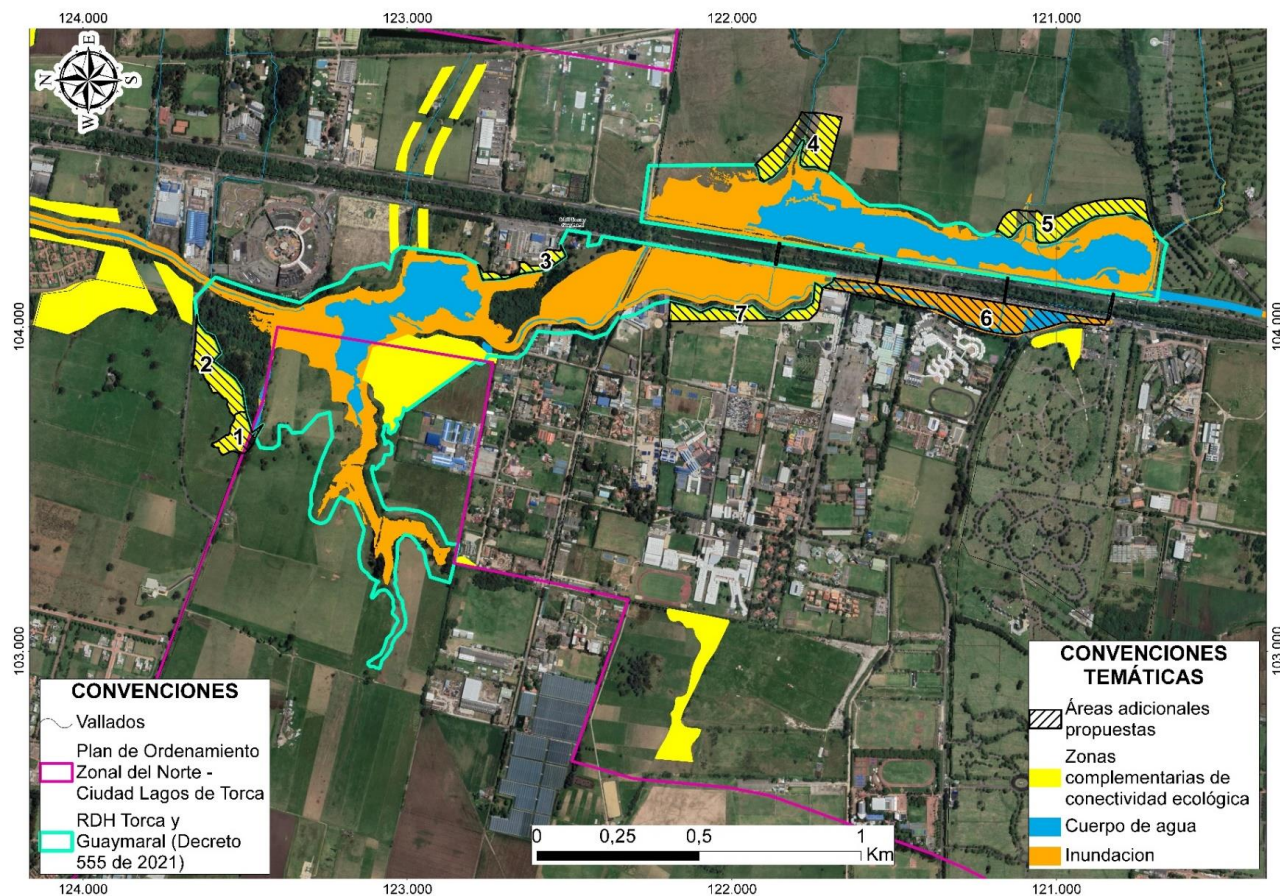 124.000
123.000
122.000
121.000
E
N
S
W
4
5
3
7
6
2
1
104.000
104.000
103.000
103.000
CONVENCIONES
Vallados
Plan de Ordenamiento
Zonal del Norte -
Ciudad Lagos de Torca
RDH Torca y
Guaymaral (Decreto
555 de 2021)
0
0,25
0,5
1
Km
CONVENCIONES
TEMÁTICAS
Áreas adicionales
propuestas
Zonas
complementarias de
conectividad ecológica
Cuerpo de agua
Inundacion
124.000
123.000
122.000
121.000